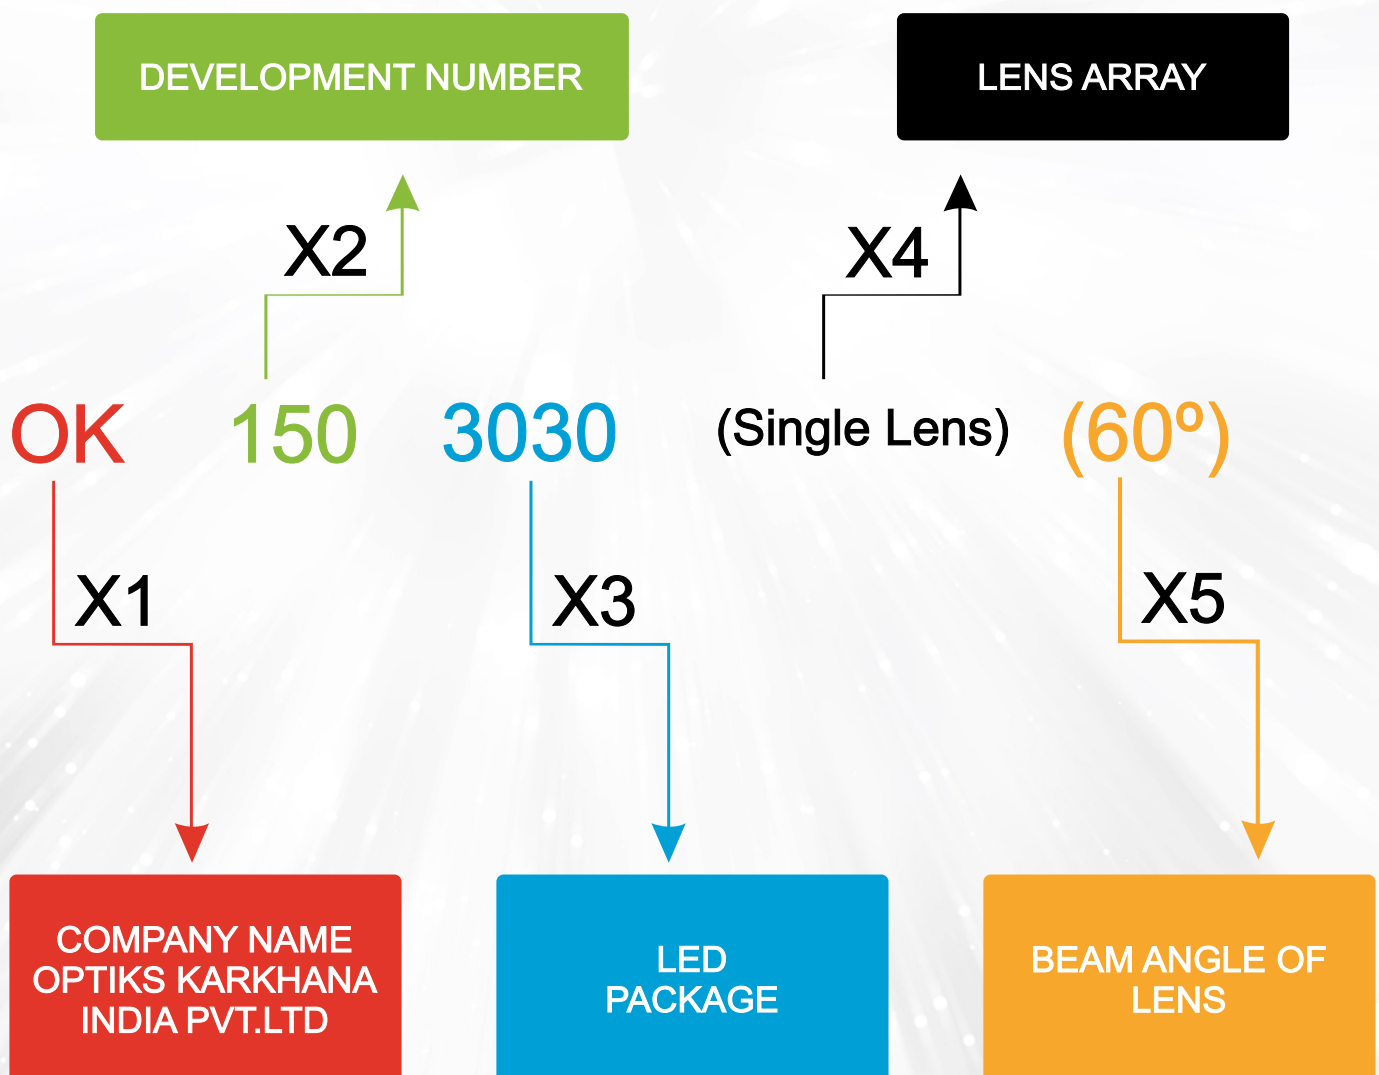 DEVELOPMENT NUMBER
LENS ARRAY
X2
X4
OK 150 3030 (Single Lens) (60º)
X1
X3
X5
COMPANY NAME
OPTIKS KARKHANA
INDIA PVT.LTD
LED
PACKAGE
BEAM ANGLE OF
LENS